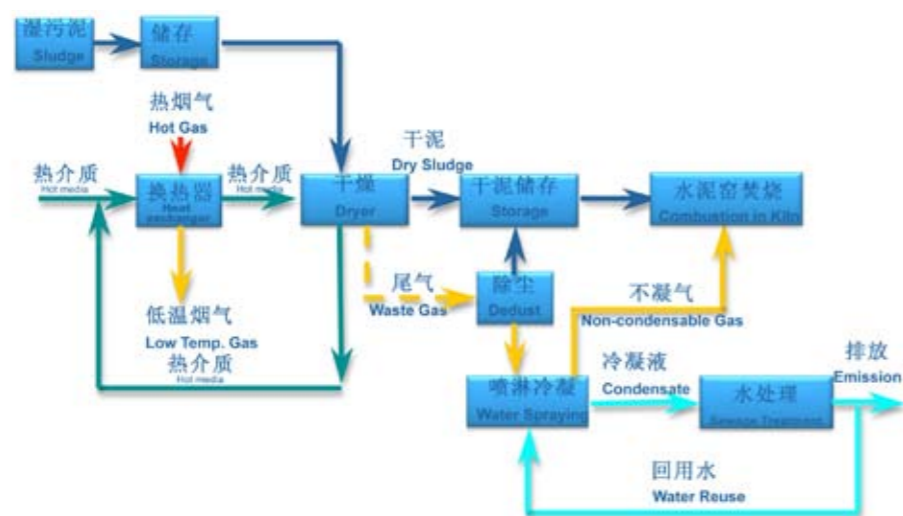 湿污泥
Sludge
储存
Storage
热烟气
Hot Gas
干泥
Dry Sludge
热介质
Hot media
换热器
Heat
exchanger
热介质
Hot media
干燥
Dryer
干泥储存
Storage
水泥窑焚烧
Combustion in Kiln
尾气
Waste Gas
除尘
Dedust
不凝气
Non-condensable Gas
低温烟气
Low Temp. Gas
热介质
Hot media
喷淋冷凝
Water Spraying
冷凝液
Condensate
水处理
Sewage Treatment
排放
Emission
回用水
Water Reuse